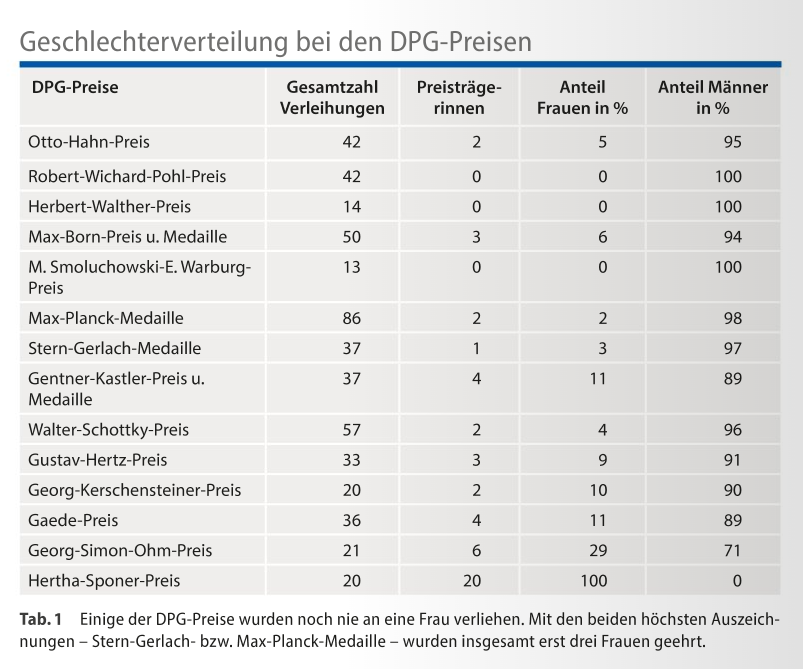 Geschlechterverteilung bei den DPG-Preisen
DPG-Preise Gesamtzahl Verleihungen Preisträge-rinnen Anteil Frauen in % Anteil Männer in %
Otto-Hahn-Preis 42 2 5 95
Robert-Wichard-Pohl-Preis 42 0 0 100
Herbert-Walther-Preis 14 0 0 100
Max-Born-Preis u. Medaille 50 3 6 94
M. Smoluchowski-E. Warburg- 13 0 0 100
Preis
Max-Planck-Medaille 86 2 2 98
Stern-Gerlach-Medaille 37 1 3 97
Gentner-Kastler-Preis u. 37 4 11 89
Medaille
Walter-Schottky-Preis 57 2 4 96
Gustav-Hertz-Preis 33 3 9 91
Georg-Kerschensteiner-Preis 20 2 10 90
Gaede-Preis 36 4 11 89
Georg-Simon-Ohm-Preis 21 6 29 71
Hertha-Sponer-Preis 20 20 100 0
Tab. 1 Einige der DPG-Preise wurden noch nie an eine Frau verliehen. Mit den beiden höchsten Auszeich-
nungen – Stern-Gerlach- bzw. Max-Planck-Medaille – wurden insgesamt erst drei Frauen geehrt.